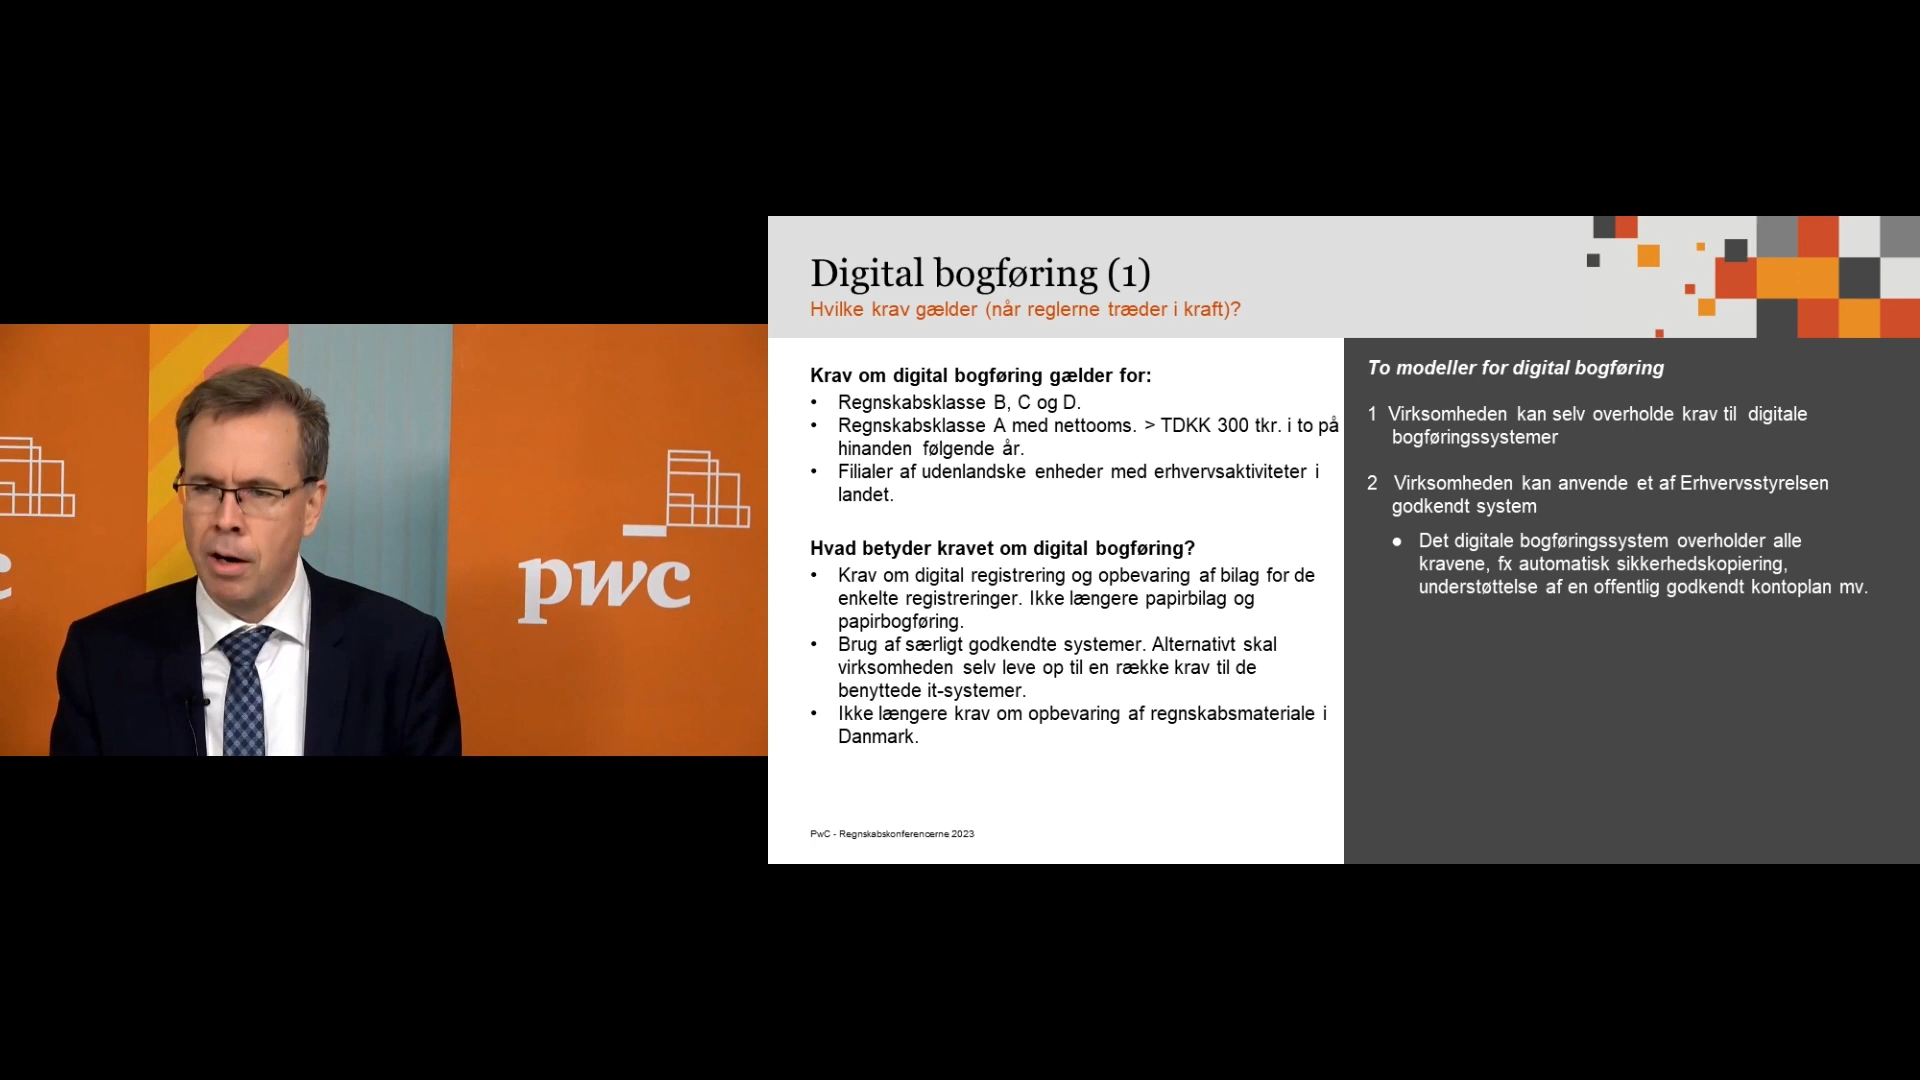 Digital bogføring (1)
Hvilke krav gælder (når reglerne træder i kraft)?
Krav om digital bogføring gælder for:
• Regnskabsklasse B, C og D.
• Regnskabsklasse A med nettooms. > TDKK 300 tkr. i to på
hinanden følgende år.
• Filialer af udenlandske enheder med erhvervsaktiviteter i
landet.
Hvad betyder kravet om digital bogføring?
• Krav om digital registrering og opbevaring af bilag for de
enkelte registreringer. Ikke længere papirbilag og
papirbogføring.
• Brug af særligt godkendte systemer. Alternativt skal
virksomheden selv leve op til en række krav til de
benyttede it-systemer.
• Ikke længere krav om opbevaring af regnskabsmateriale i
Danmark.
PwC - Regnskabskonferencerne 2023
To modeller for digital bogføring
1 Virksomheden kan selv overholde krav til digitale
bogføringssystemer
2 Virksomheden kan anvende et af Erhvervsstyrelsen
godkendt system
● Det digitale bogføringssystem overholder alle
kravene, fx automatisk sikkerhedskopiering,
understøttelse af en offentlig godkendt kontoplan mv.
pwc
c